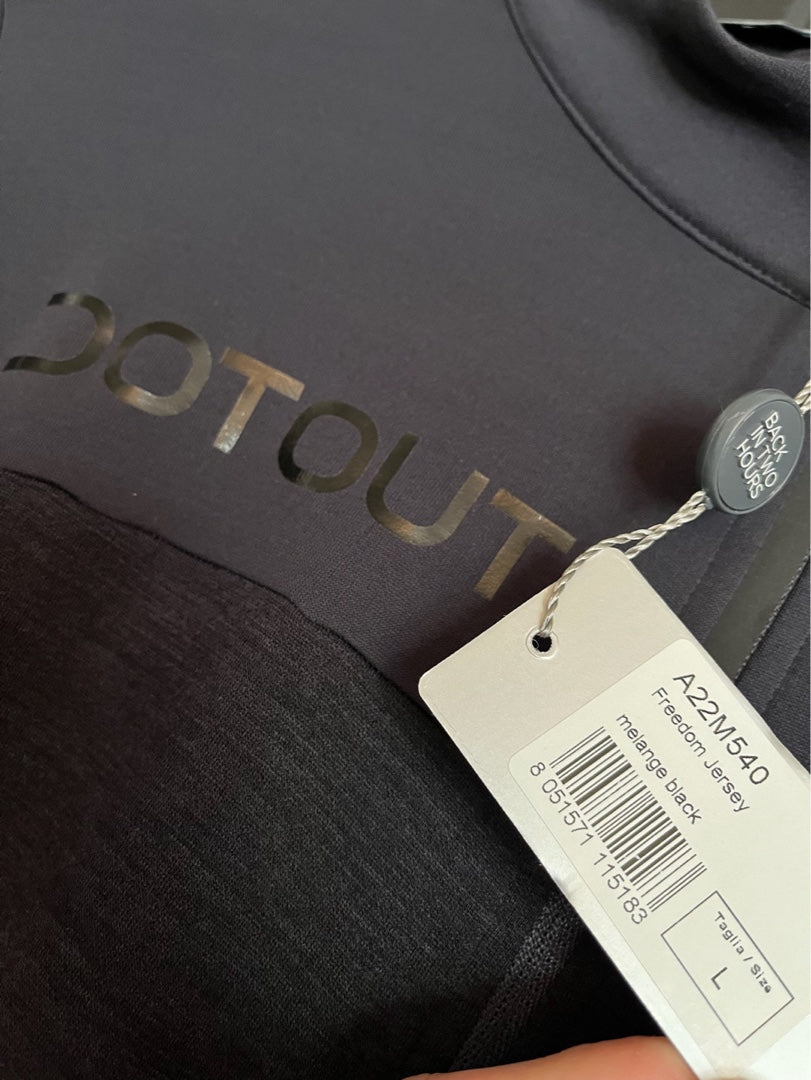 DOTOUT
BACK
IN TWO
HOURS
A22M540
Freedom Jersey
melange black
8 051571 115183
Taglia / Size
L